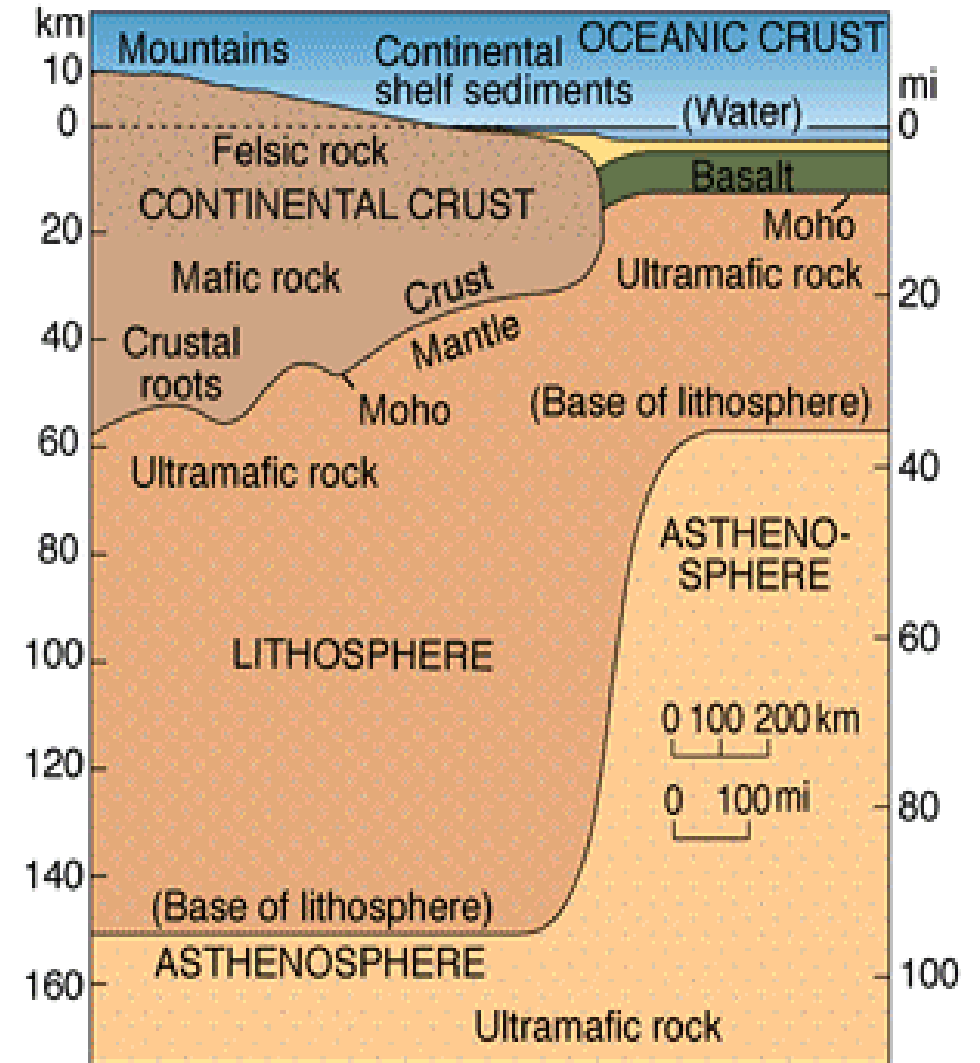 km
Mountains
Continental
shelf sediments
OCEANIC CRUST
10
mi
0
(Water)
0
Felsic rock
Basalt
CONTINENTAL CRUST
20
Moho
Mafic rock
Crust
Ultramafic rock
20
Mantle
40
Crustal
roots
Moho
(Base of lithosphere)
60
Ultramafic rock
40
80
ASTHENO-
SPHERE
100
LITHOSPHERE
60
0 100 200 km
120
0 100 mi
80
140
(Base of lithosphere)
ASTHENOSPHERE
160
100
Ultramafic rock